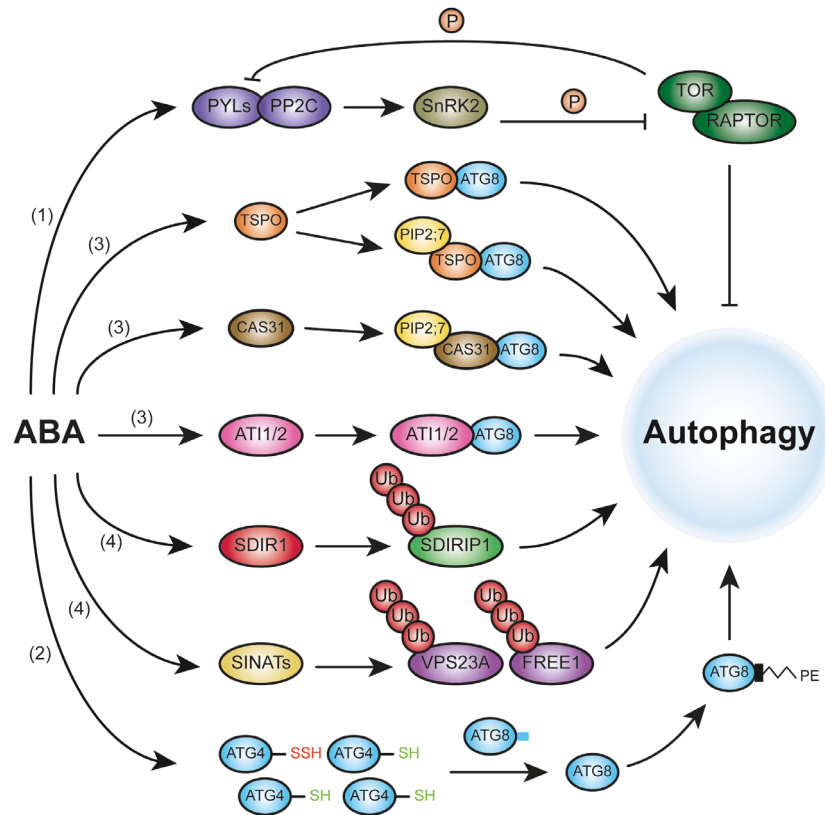 P
PYLs PP2C SnRK2 P TOR
RAPTOR
(1)
(3) TSPO TSPO ATG8
PIP2;7
TSPO ATG8
(3) CAS31 PIP2;7
CAS31 ATG8
ABA (3) ATI1/2 ATI1/2 ATG8 Autophagy
Ub
Ub
Ub
(4) SDIR1 SDIRIP1
(4)
Ub Ub
Ub Ub
Ub Ub
(2) SINATs VPS23A FREE1
ATG8 PE
ATG8
ATG4 SSH ATG4 SH
ATG8
ATG4 SH ATG4 SH